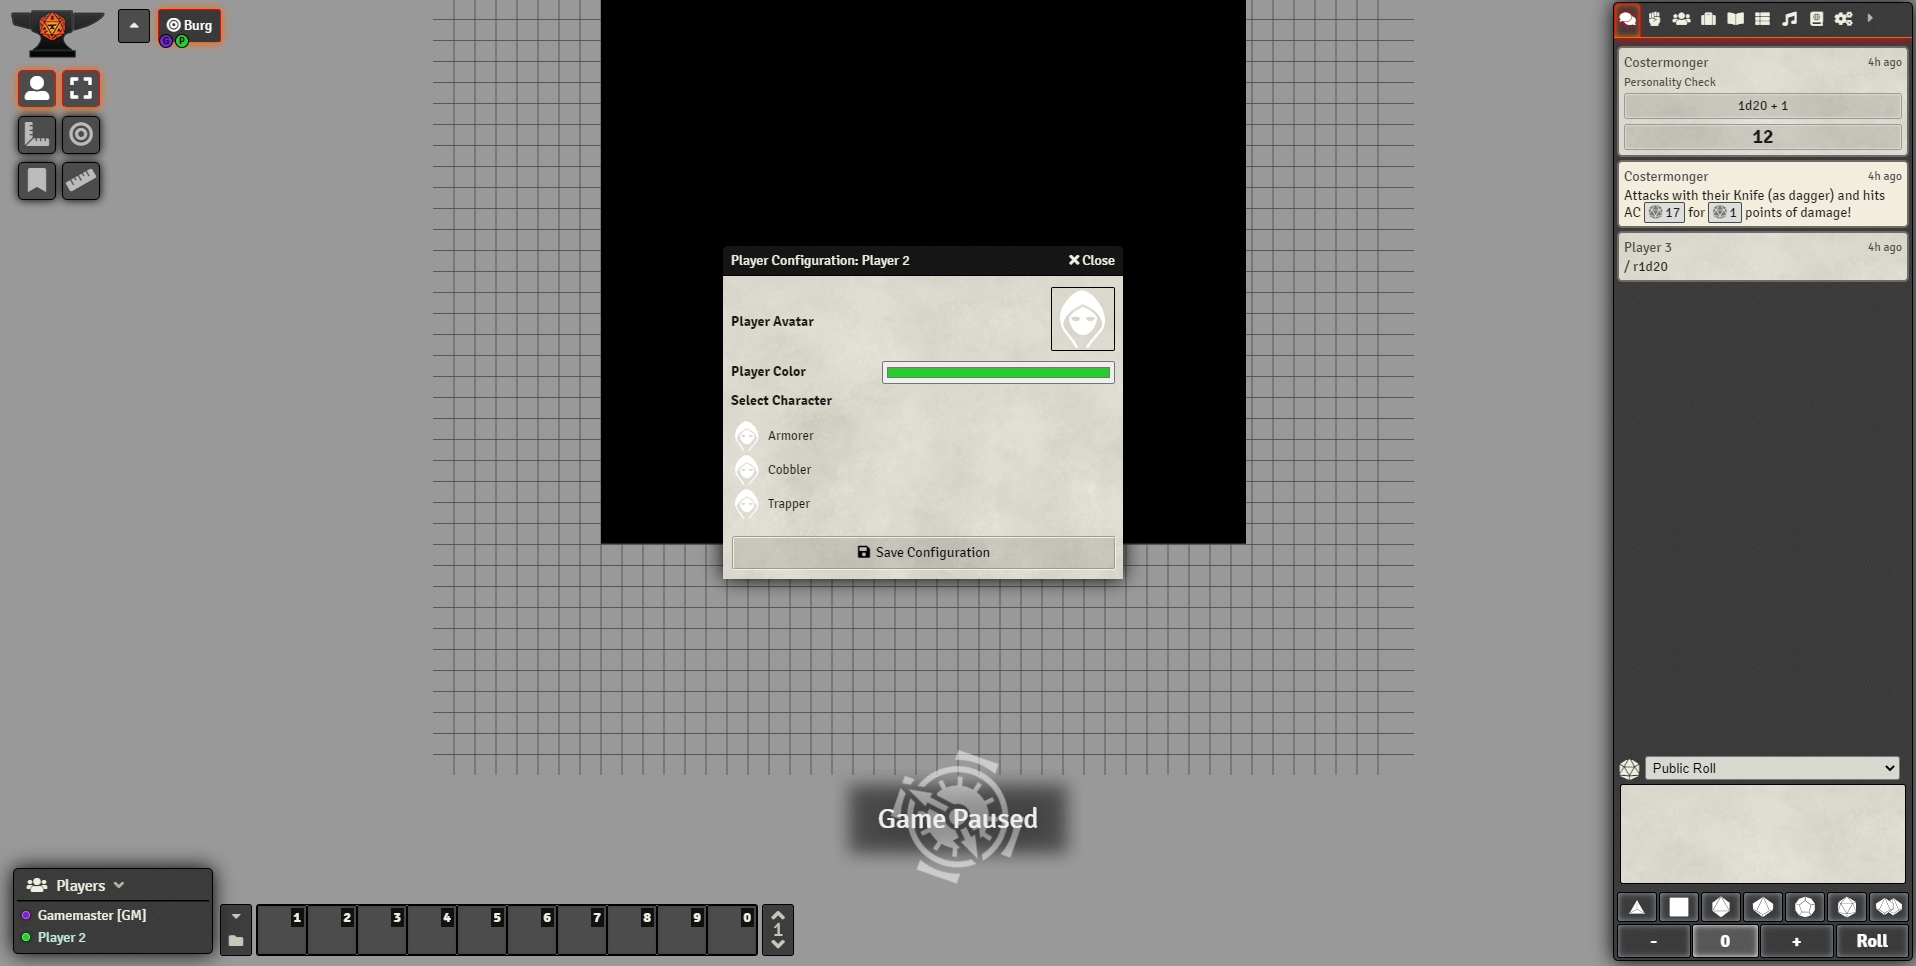 Burg
G P
Costermonger 4h ago
Personality Check
1d20 + 1
12
Costermonger 4h ago
Attacks with their Knife (as dagger) and hits
AC 17 for 1 points of damage!
Player 3 4h ago
/ r1d20
Player Configuration: Player 2 Close
Player Avatar
Player Color
Select Character
Armorer
Cobbler
Trapper
Save Configuration
Game Paused
Public Roll
Players
Gamemaster [GM]
Player 2
1 2 3 4 5 6 7 8 9 0
1
- 0 + Roll